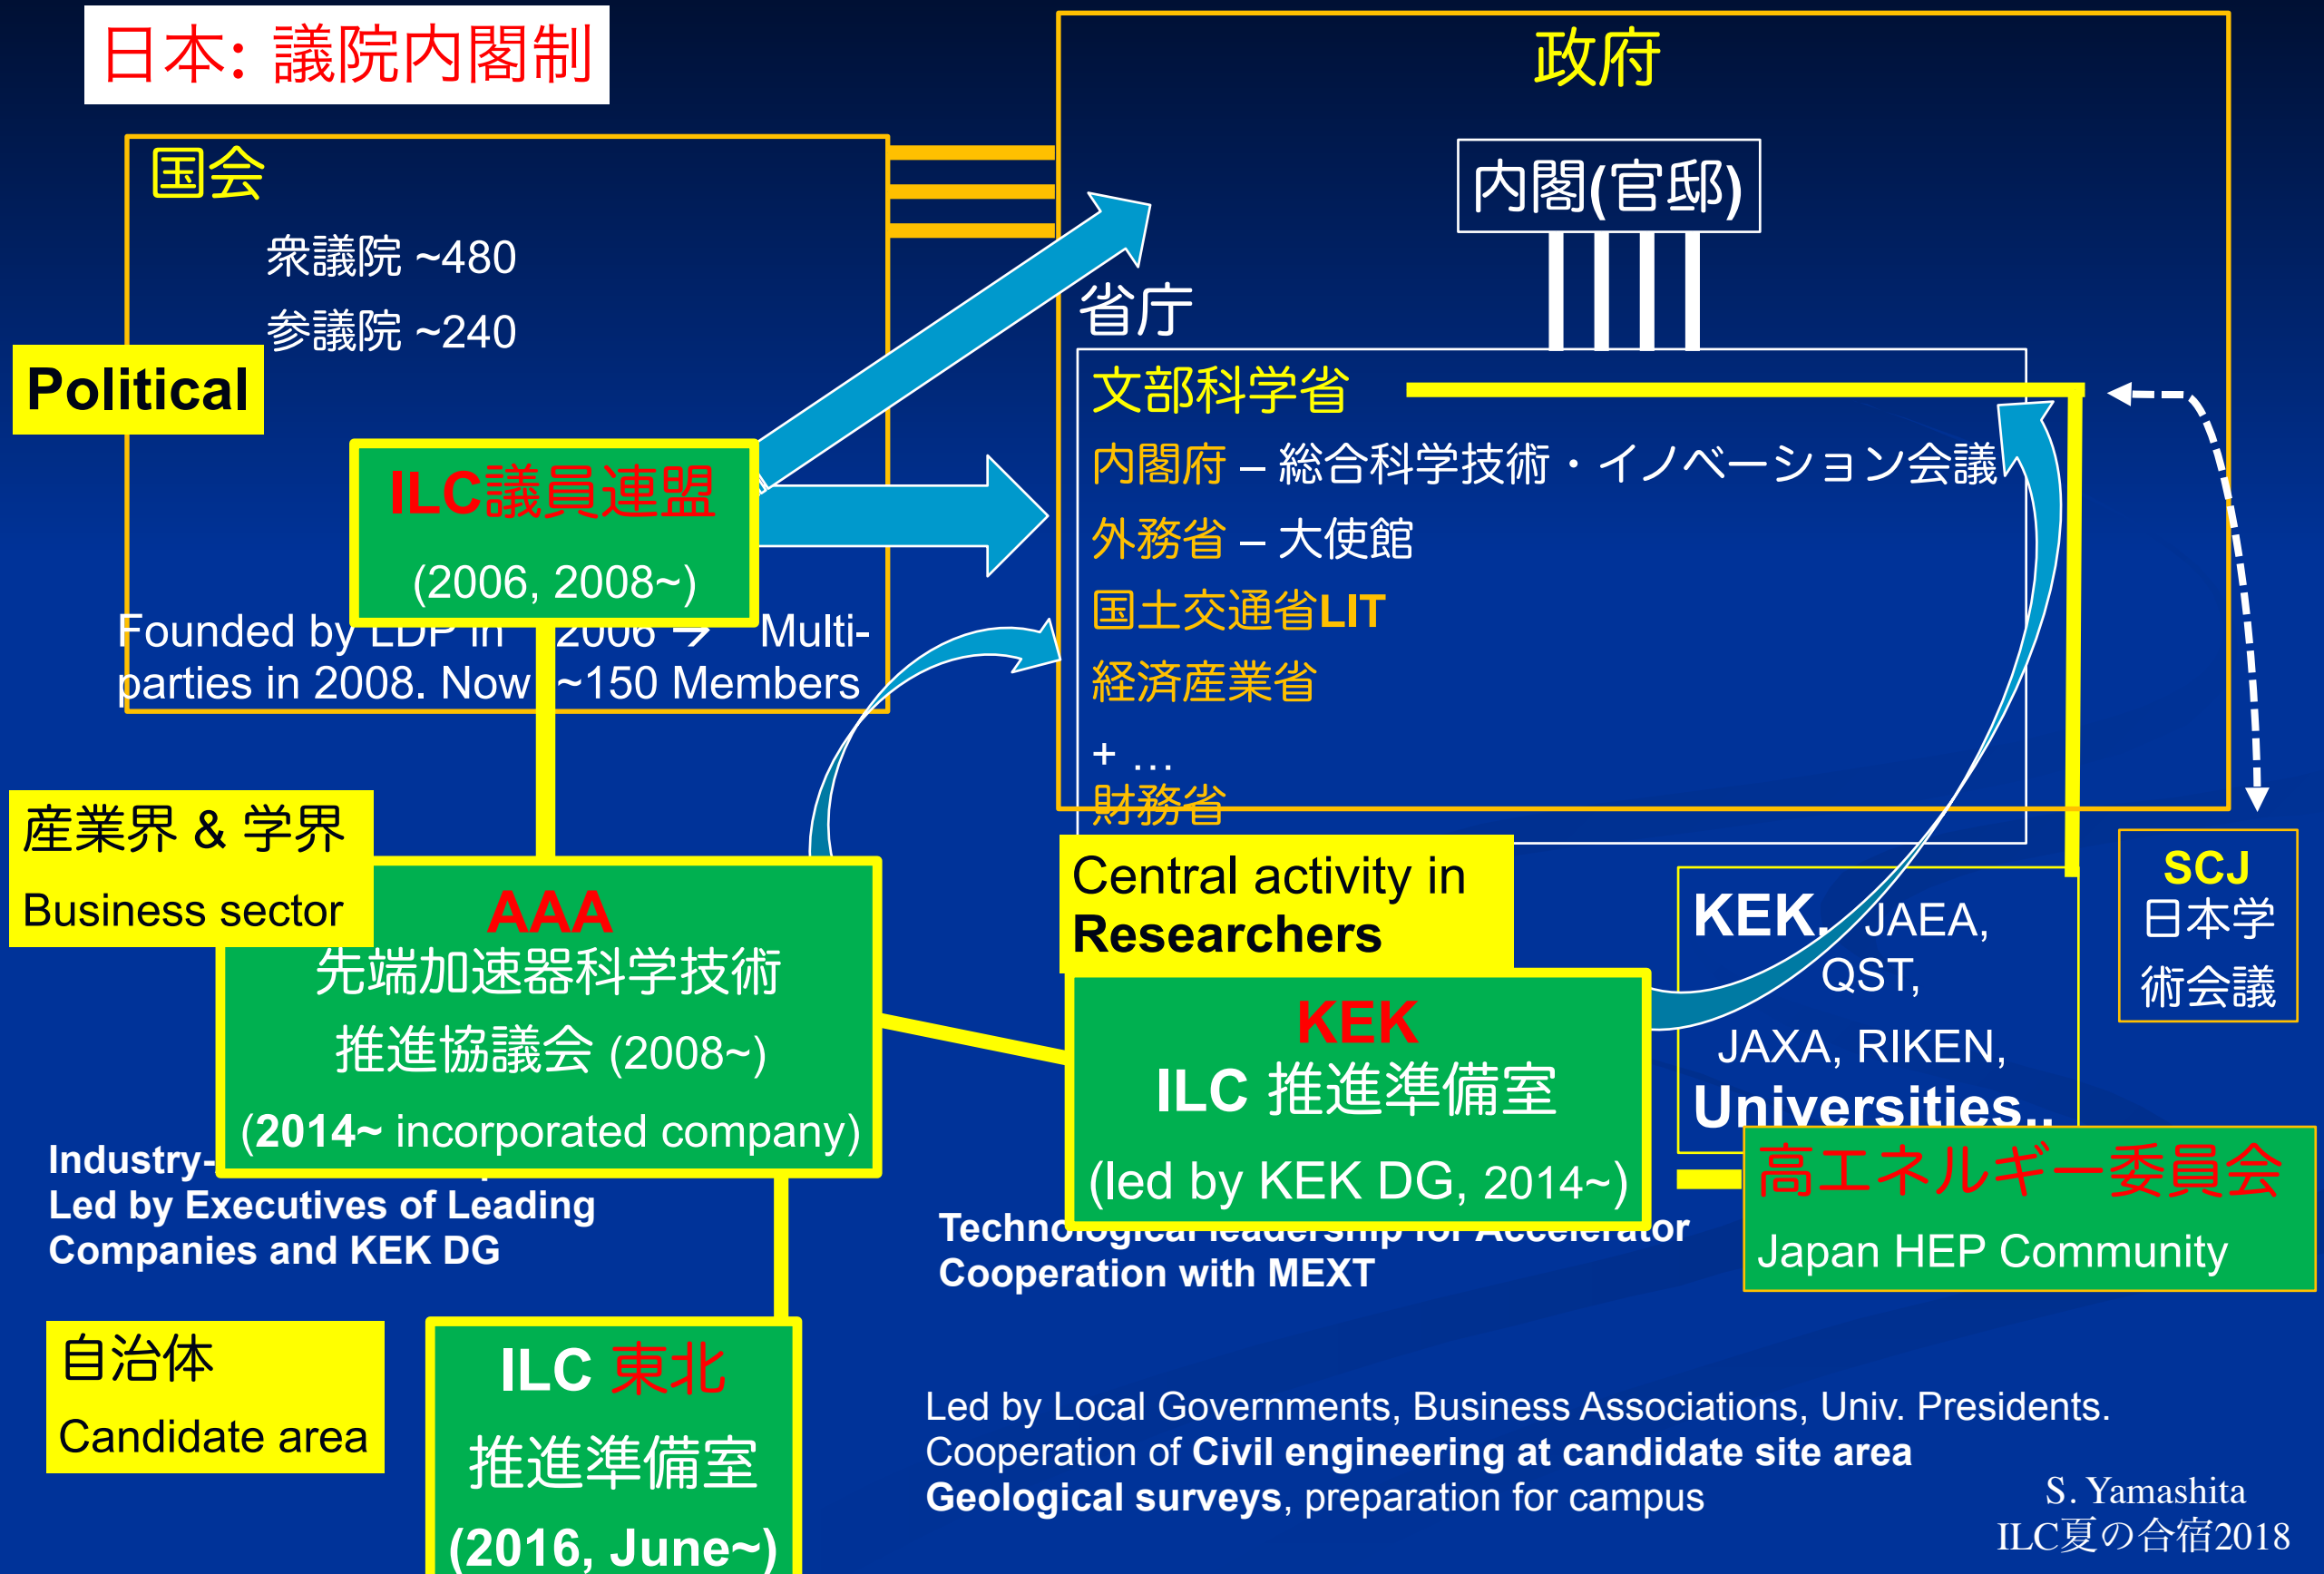 日本: 議院内閣制
政府
国会
衆議院 ~480
参議院 ~240
内閣(官邸)
省庁
Political
文部科学省
内閣府 – 総合科学技術・イノベーション会議
外務省 – 大使館
国土交通省LIT
経済産業省
+ …
財務省
ILC議員連盟
(2006, 2008~)
Founded by LDP in 2006 → Multi-
parties in 2008. Now ~150 Members
産業界 & 学界
Business sector
AAA
先端加速器科学技術
推進協議会 (2008~)
(2014~ incorporated company)
Industry-
Led by Executives of Leading
Companies and KEK DG
Central activity in
Researchers
KEK
ILC 推進準備室
(led by KEK DG, 2014~)
Technological leadership for Accelerator
Cooperation with MEXT
KEK, JAEA,
QST,
JAXA, RIKEN,
Universities..
SCJ
日本学
術会議
高エネルギー委員会
Japan HEP Community
自治体
Candidate area
ILC 東北
推進準備室
(2016, June~)
Led by Local Governments, Business Associations, Univ. Presidents.
Cooperation of Civil engineering at candidate site area
Geological surveys, preparation for campus
S. Yamashita
ILC夏の合宿2018